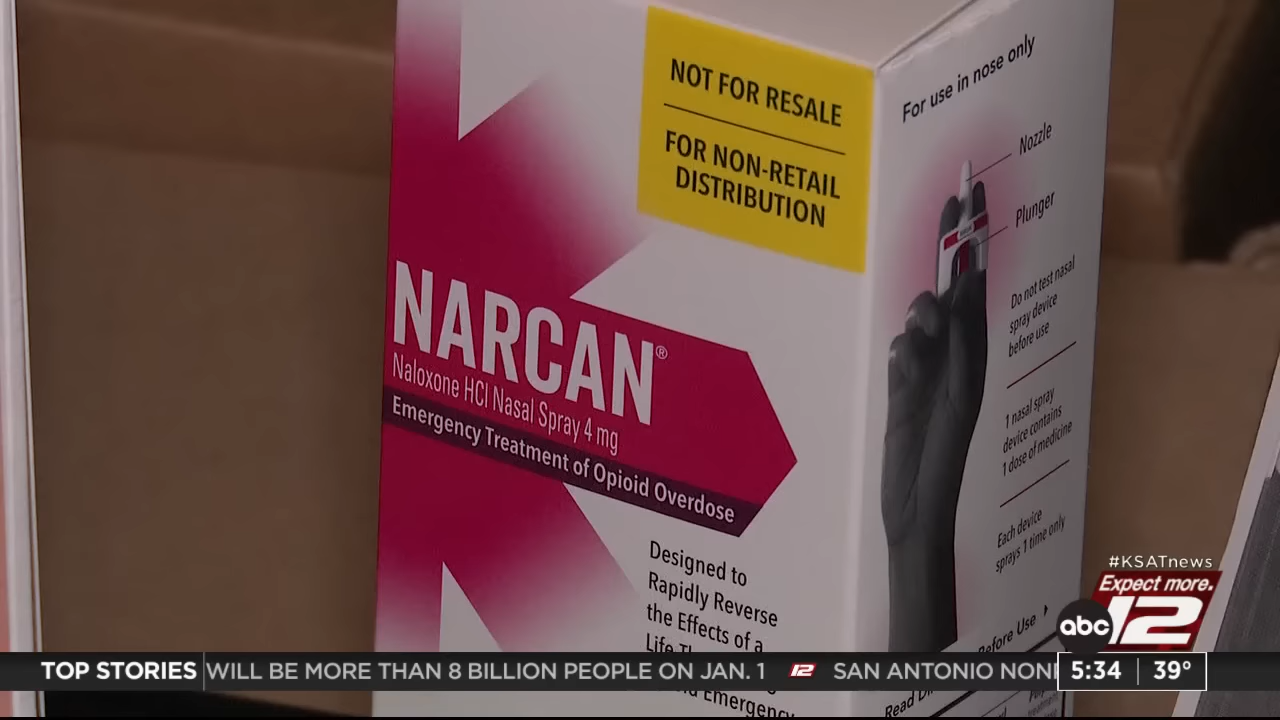 NOT FOR RESALE
FOR NON-RETAIL
DISTRIBUTION
NARCAN®
Naloxone HCl Nasal Spray 4 mg
Emergency Treatment of Opioid Overdose
Designed to
Rapidly Reverse
the Effects of a
Emergency
For use in nose only
Nozzle
Plunger
Do not test nasal
spray device
before use
1 nasal spray
device contains
1 dose of medicine
Each device
sprays 1 time only
Before Use
Read
#KSATnews
Expect more.
abc 12
TOP STORIES WILL BE MORE THAN 8 BILLION PEOPLE ON JAN. 1 12 SAN ANTONIO 5:34 39°